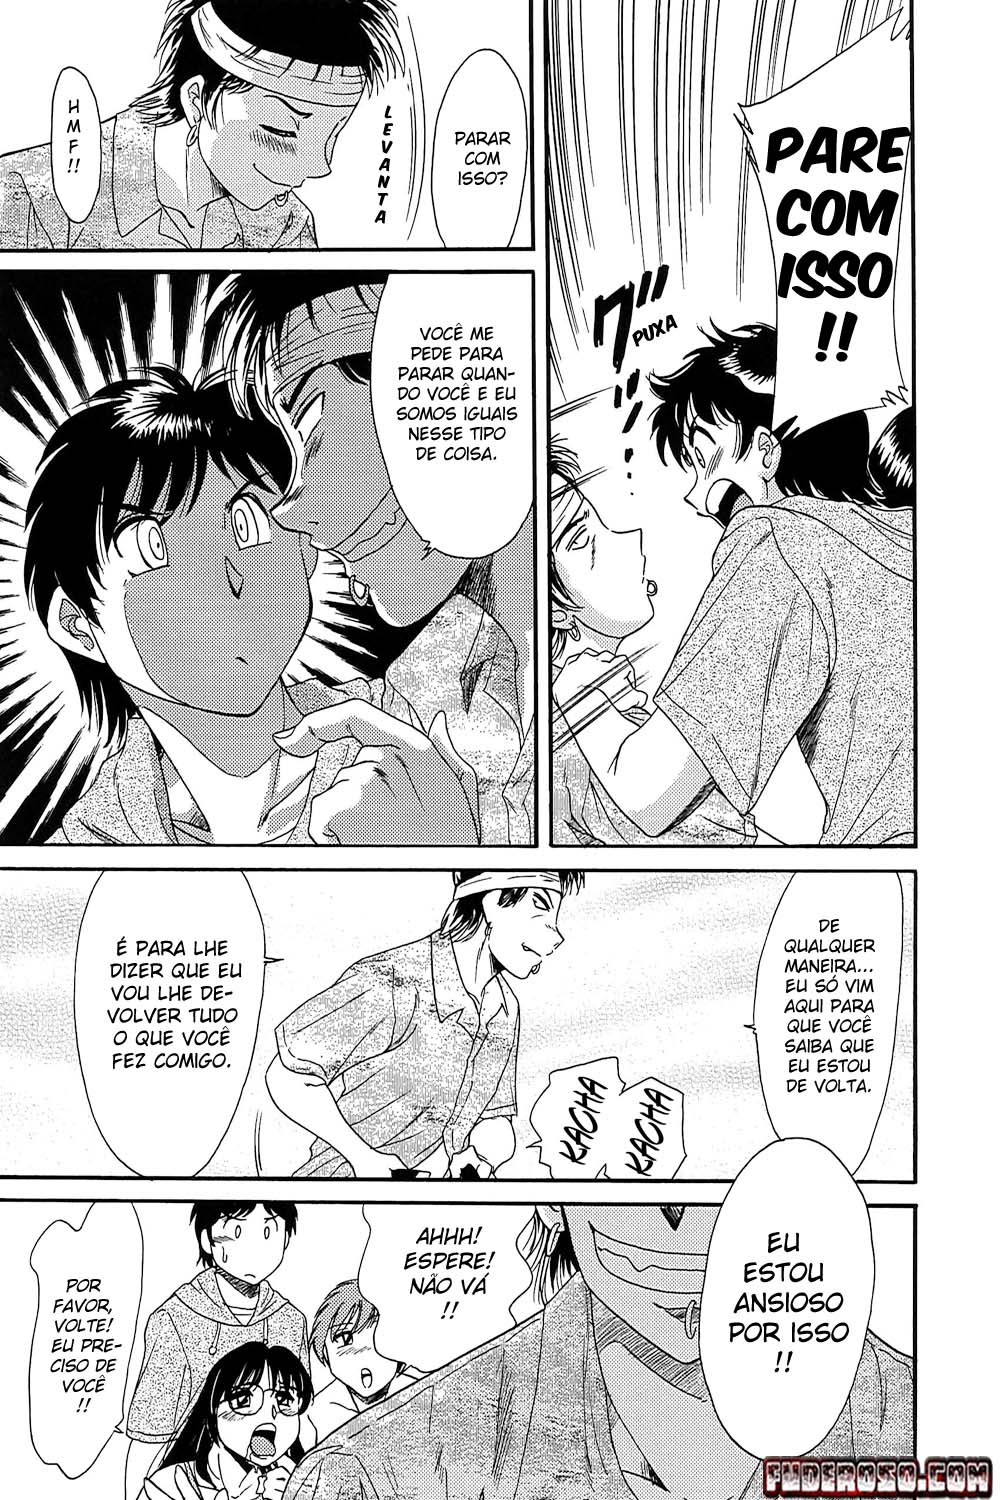 PARE
COM
ISSO
!!
グッ
PUXA
PARAR
COM
ISSO?
LEVANTA
HMF!!
VOCÊ ME
PEDE PARA
PARAR QUAN-
DO VOCÊ E EU
SOMOS IGUAIS
NESSE TIPO
DE COISA.
DE
QUALQUER
MANEIRA...
EU SÓ VIM
AQUI PARA
QUE VOCÊ
SAIBA QUE
EU ESTOU
DE VOLTA.
KACHA
KACHA
É PARA LHE
DIZER QUE EU
VOU LHE DE-
VOLVER TUDO
O QUE VOCÊ
FEZ COMIGO.
EU
ESTOU
ANSIOSO
POR ISSO
!!
AHHH!
ESPERE!
NÃO VÁ
!!
POR
FAVOR,
VOLTE!
EU PRE-
CISO DE
VOCÊ
!!
FUDEROSO.COM